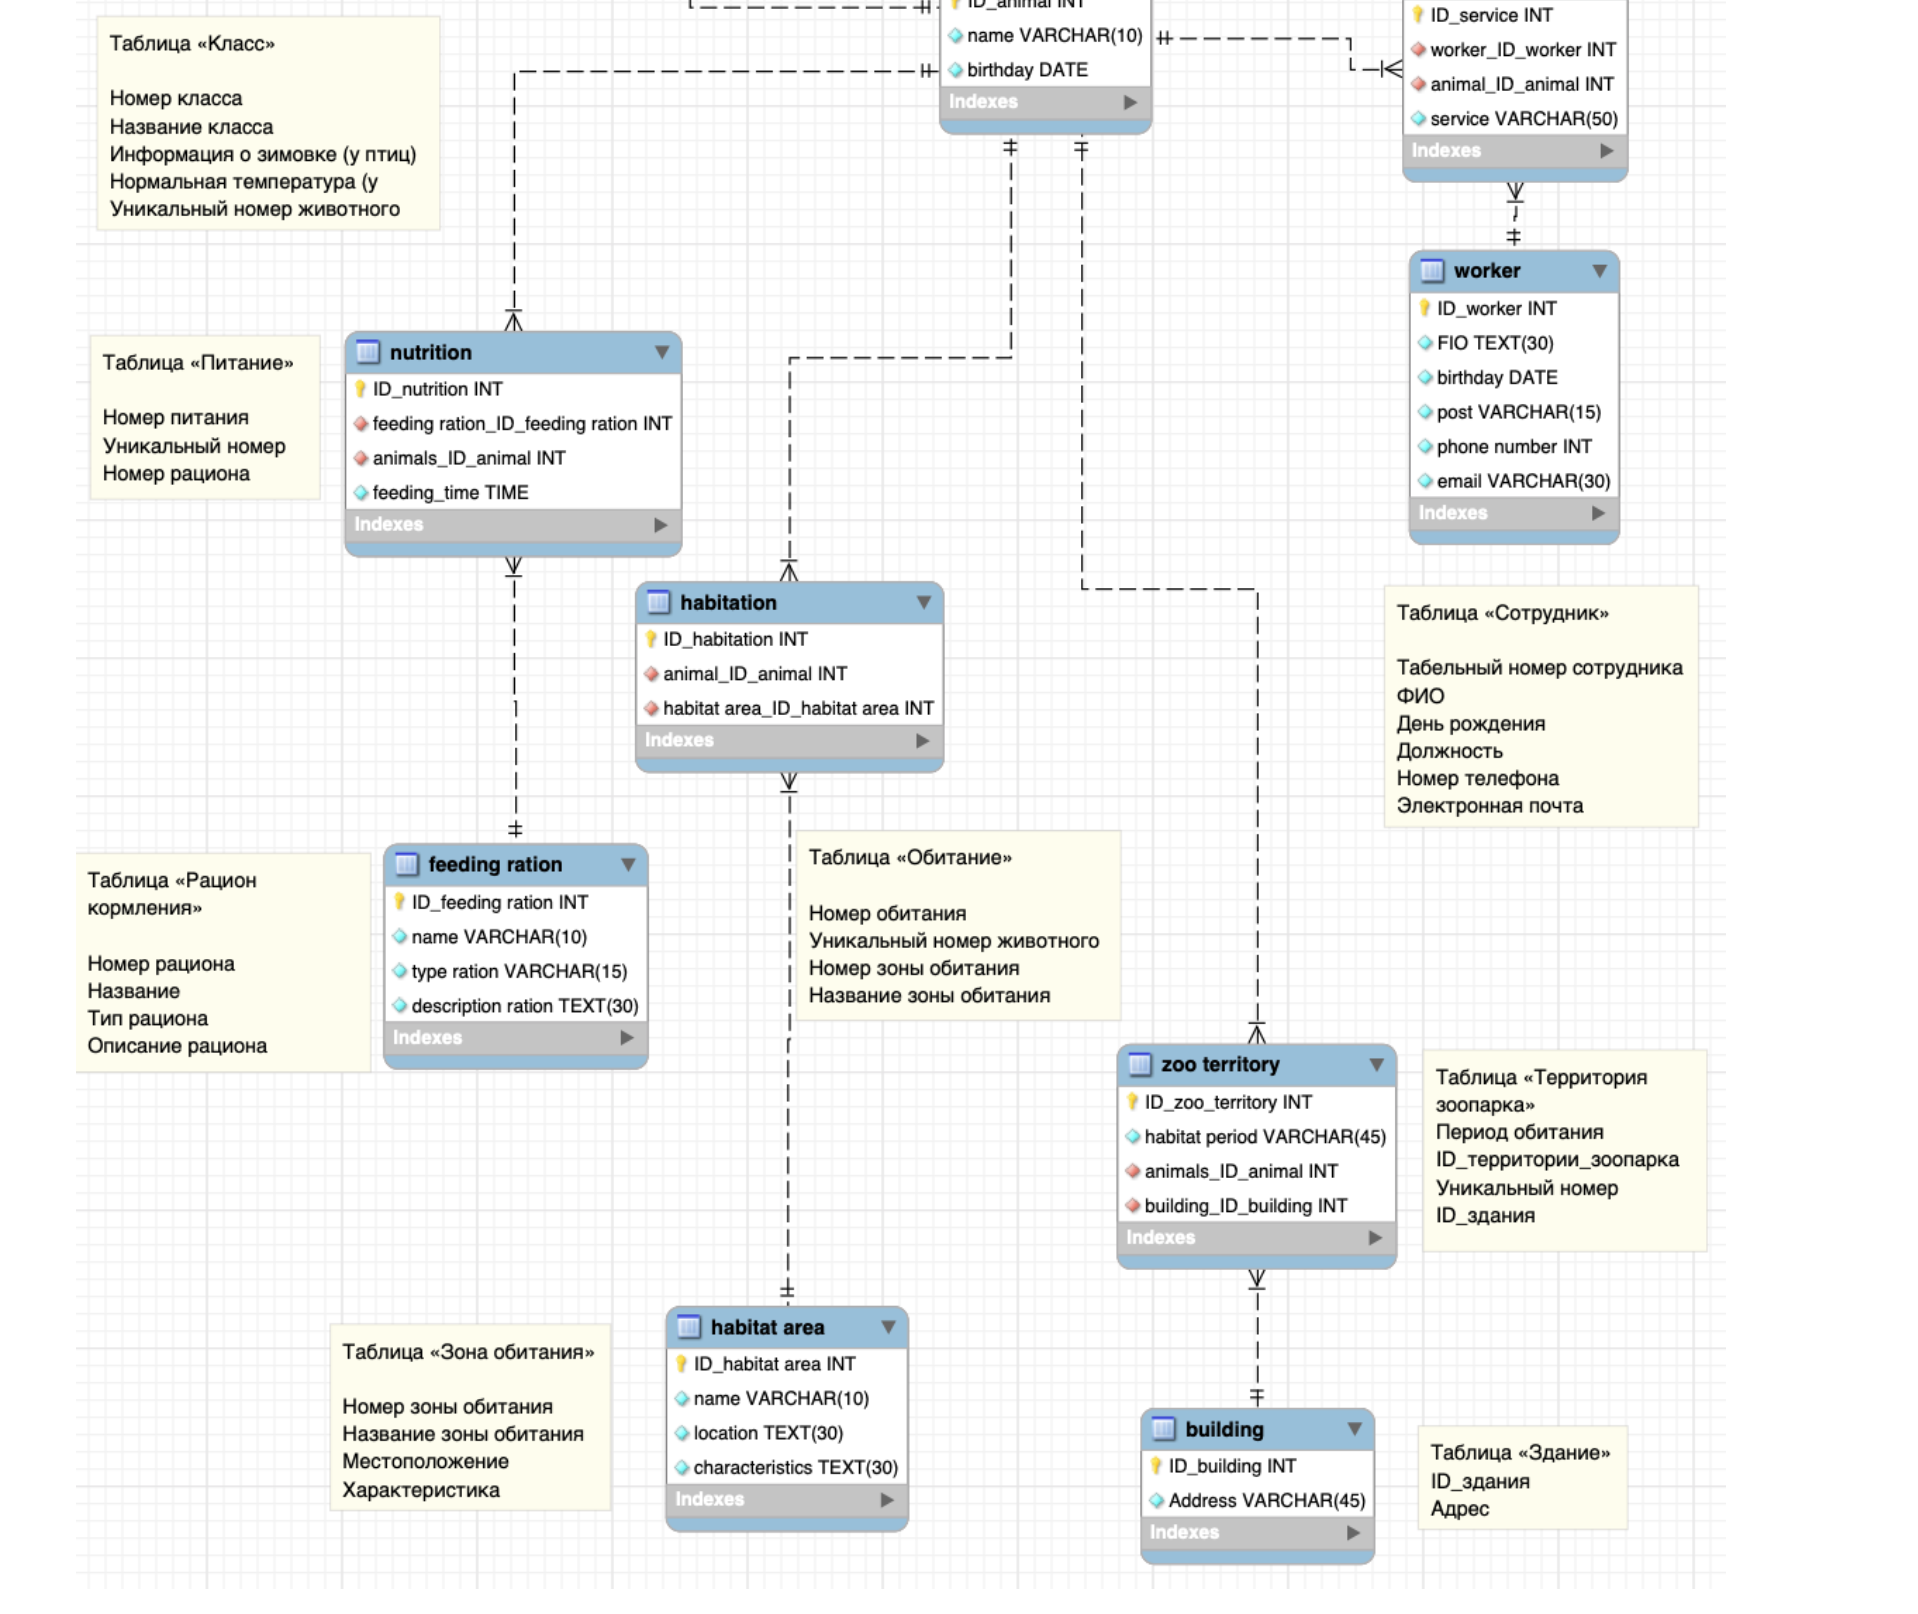 ID_animal INT
name VARCHAR(10)
birthday DATE
Indexes
ID_service INT
worker_ID_worker INT
animal_ID_animal INT
service VARCHAR(50)
Indexes
Таблица «Класс»
Номер класса
Название класса
Информация о зимовке (у птиц)
Нормальная температура (у
Уникальный номер животного
worker
ID_worker INT
FIO TEXT(30)
birthday DATE
post VARCHAR(15)
phone number INT
email VARCHAR(30)
Indexes
Таблица «Питание»
Номер питания
Уникальный номер
Номер рациона
nutrition
ID_nutrition INT
feeding ration_ID_feeding ration INT
animals_ID_animal INT
feeding_time TIME
Indexes
habitation
ID_habitation INT
animal_ID_animal INT
habitat area_ID_habitat area INT
Indexes
Таблица «Сотрудник»
Табельный номер сотрудника
ФИО
День рождения
Должность
Номер телефона
Электронная почта
Таблица «Рацион
кормления»
Номер рациона
Название
Тип рациона
Описание рациона
feeding ration
ID_feeding ration INT
name VARCHAR(10)
type ration VARCHAR(15)
description ration TEXT(30)
Indexes
Таблица «Обитание»
Номер обитания
Уникальный номер животного
Номер зоны обитания
Название зоны обитания
zoo territory
ID_zoo_territory INT
habitat period VARCHAR(45)
animals_ID_animal INT
building_ID_building INT
Indexes
Таблица «Территория
зоопарка»
Период обитания
ID_территории_зоопарка
Уникальный номер
ID_здания
Таблица «Зона обитания»
Номер зоны обитания
Название зоны обитания
Местоположение
Характеристика
habitat area
ID_habitat area INT
name VARCHAR(10)
location TEXT(30)
characteristics TEXT(30)
Indexes
building
ID_building INT
Address VARCHAR(45)
Indexes
Таблица «Здание»
ID_здания
Адрес